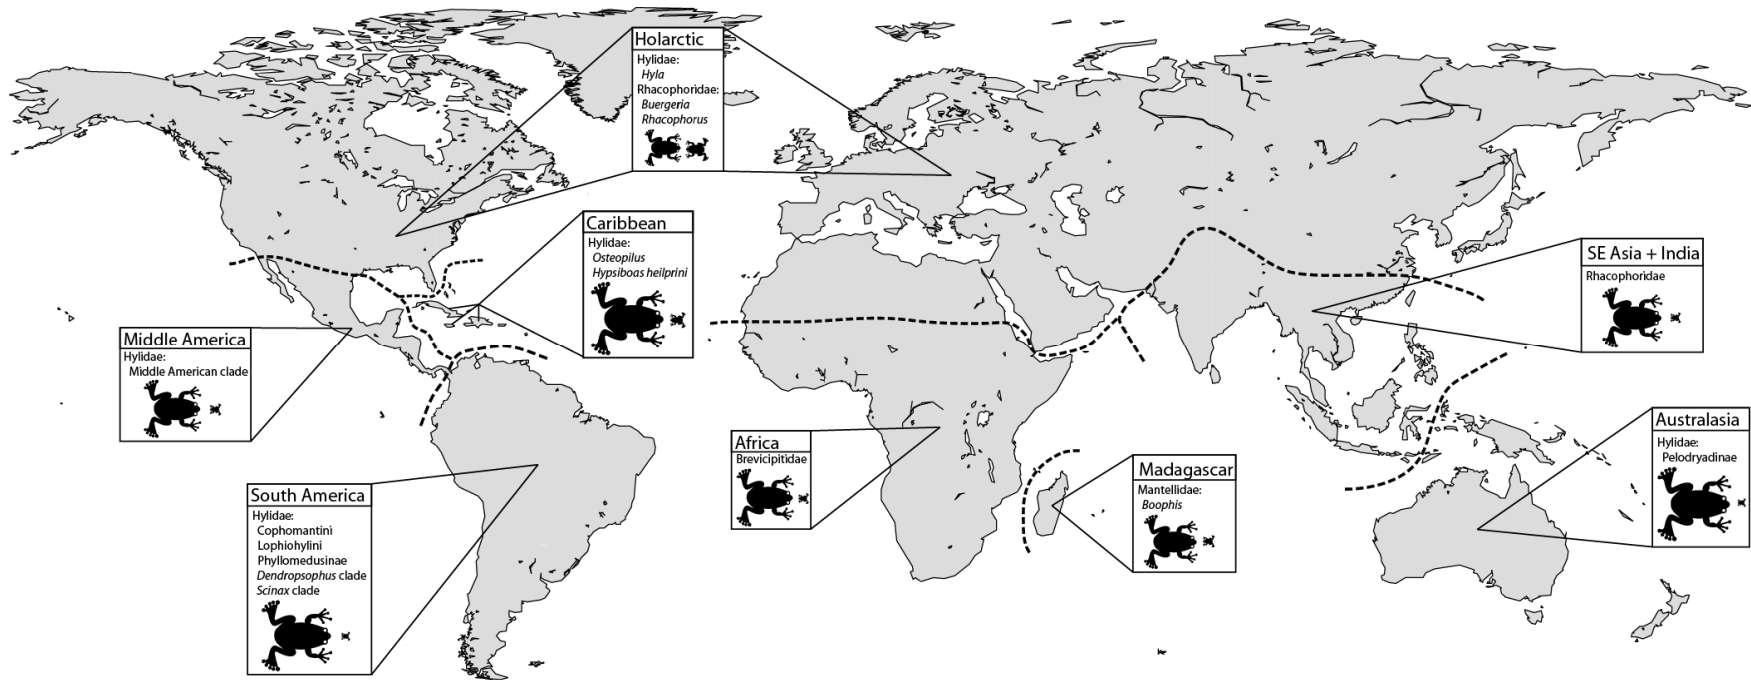 Holarctic
Hylidae:
Hyla
Rhacophoridae:
Buergeria
Rhacophorus
Caribbean
Hylidae:
Osteopilus
Hypsiboas heilprini
SE Asia + India
Rhacophoridae
Middle America
Hylidae:
Middle American clade
Africa
Brevicipitidae
Madagascar
Mantellidae:
Boophis
Australasia
Hylidae:
Pelodryadinae
South America
Hylidae:
Cophomantini
Lophiohylini
Phyllomedusinae
Dendropsophus clade
Scinax clade